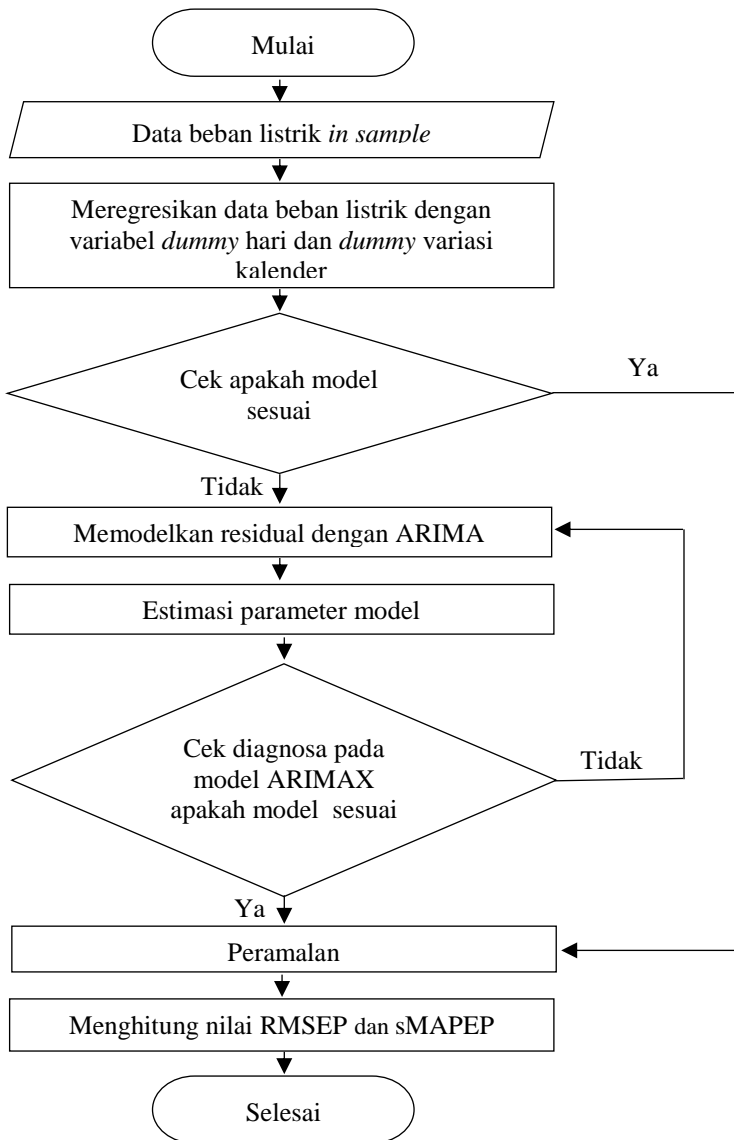 Mulai
Data beban listrik in sample
Meregresikan data beban listrik dengan
variabel dummy hari dan dummy variasi
kalender
Cek apakah model
sesuai
Ya
Tidak
Memodelkan residual dengan ARIMA
Estimasi parameter model
Cek diagnosa pada
model ARIMAX
apakah model sesuai
Tidak
Ya
Peramalan
Menghitung nilai RMSEP dan sMAPEP
Selesai